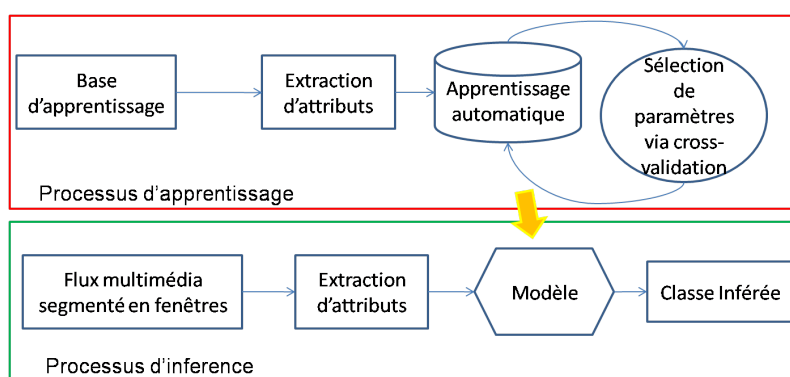 Base
d'apprentissage
Extraction
d'attributs
Apprentissage
automatique
Sélection
de
paramètres
via cross-
validation
Processus d'apprentissage
Flux multimédia
segmenté en fenêtres
Extraction
d'attributs
Modèle
Classe Inférée
Processus d'inference